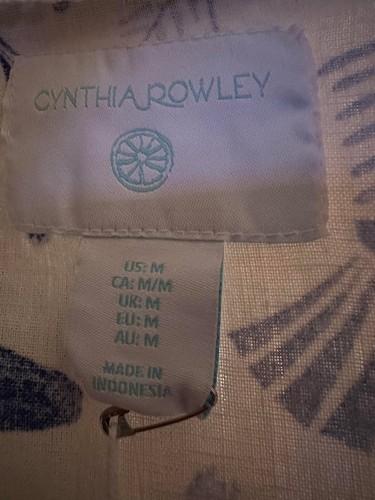 CYNTHIA ROWLEY
US: M
CA: M/M
UK: M
EU: M
AU: M
MADE IN
INDONESIA